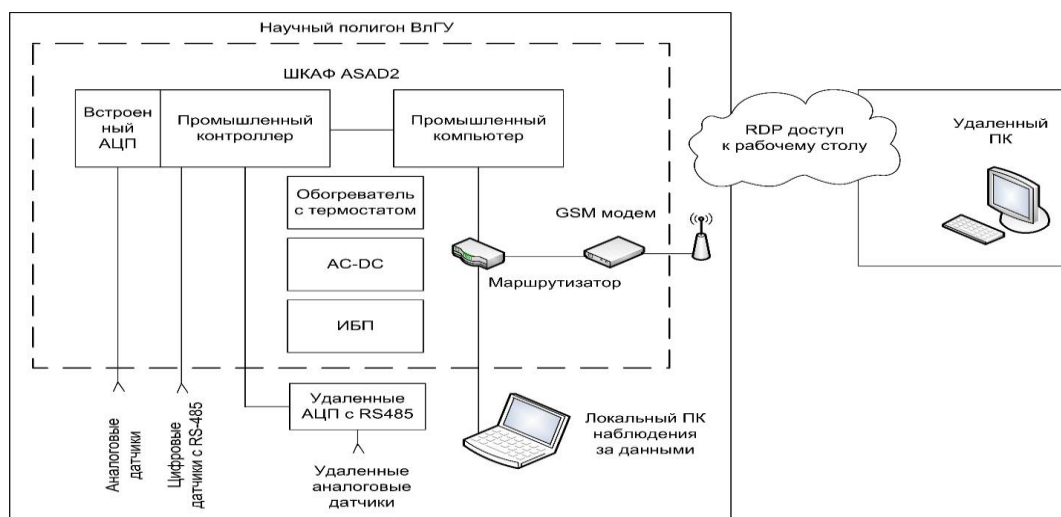 Научный полигон ВлГУ
ШКАФ ASAD2
Встроен
ный
АЦП
Промышленный
контроллер
Промышленный
компьютер
RDP доступ
к рабочему столу
Удаленный
ПК
Обогреватель
с термостатом
GSM модем
AC-DC
Маршрутизатор
ИБП
Аналоговые
датчики
Цифровые
датчики с RS-485
Удаленные
АЦП с RS485
Удаленные
аналоговые
датчики
Локальный ПК
наблюдения
за данными